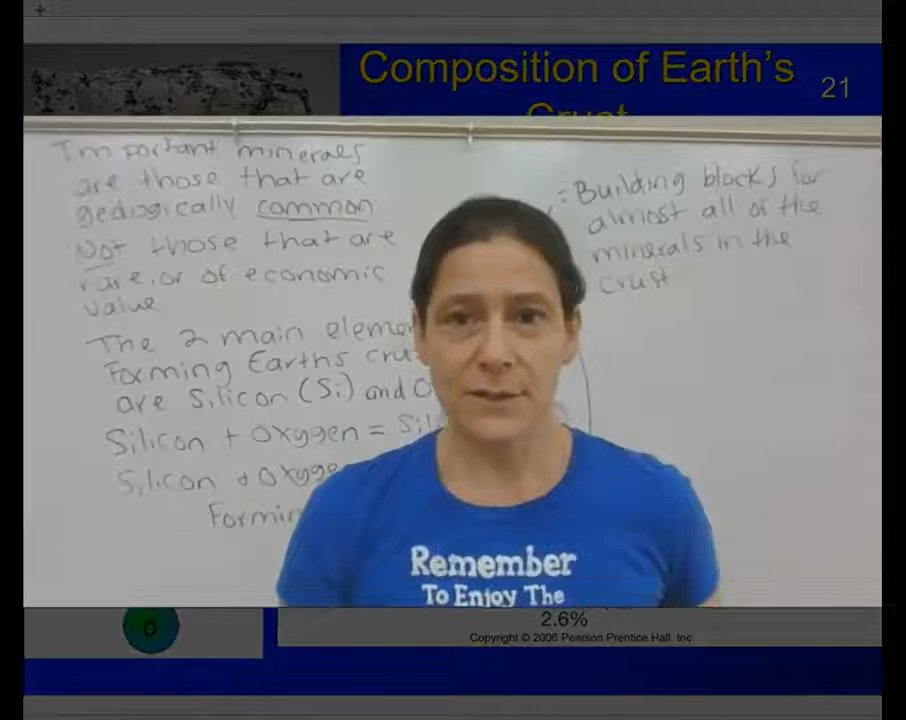 Composition of Earth's
Crust
21
Important minerals
are those that are
geologically common
Not those that are
rare, or of economic
value
The 2 main elemen
Forming Earths crus
are Silicon (Si) and O
Silicon + Oxygen = Sil
Silicon + Oxyge
Formin
: Building blocks for
almost all of the
minerals in the
crust
Remember
To Enjoy The
2.6%
Copyright © 2006 Pearson Prentice Hall, Inc.
O